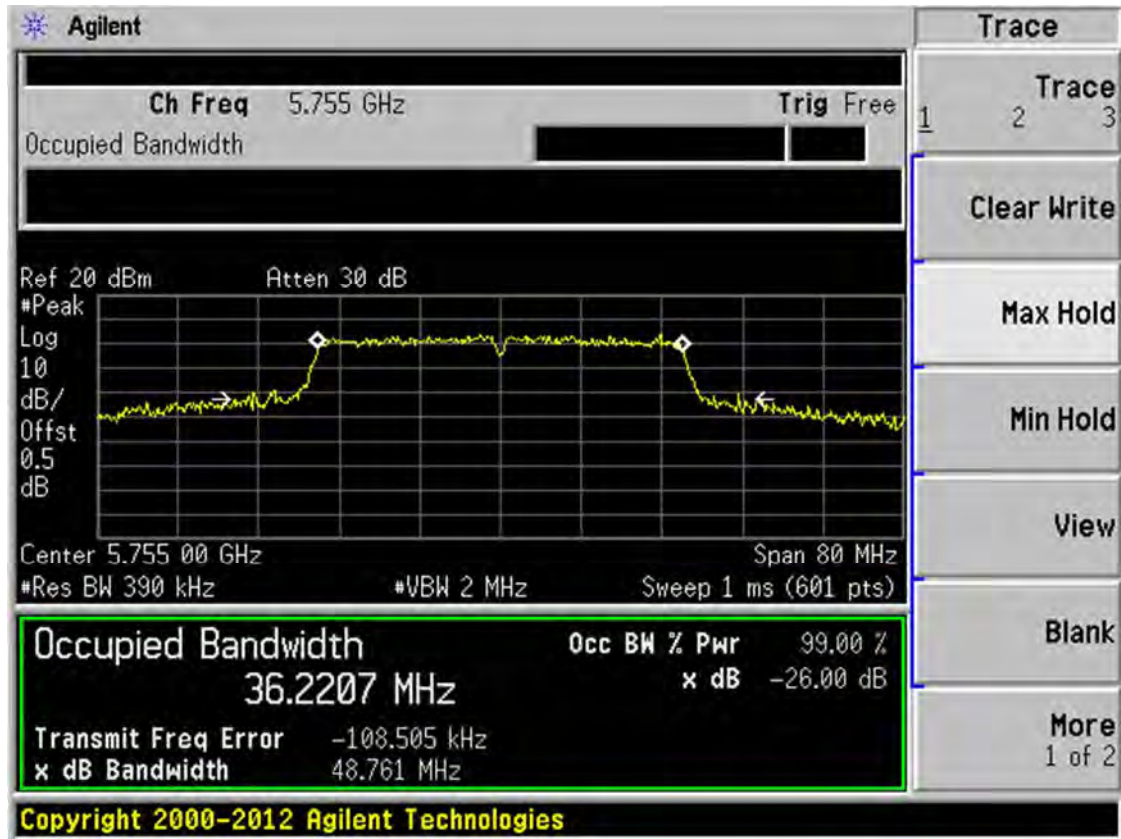 Agilent
Trace
Ch Freq 5.755 GHz Trig Free
Occupied Bandwidth
Trace
1 2 3
Clear Write
Max Hold
Min Hold
View
Blank
More
1 of 2
Ref 20 dBm Atten 30 dB
#Peak
Log
10
dB/
Offst
0.5
dB
Center 5.755 00 GHz Span 80 MHz
#Res BW 390 kHz #VBW 2 MHz Sweep 1 ms (601 pts)
Occupied Bandwidth Occ BW % Pwr 99.00 %
36.2207 MHz x dB -26.00 dB
Transmit Freq Error -108.505 kHz
x dB Bandwidth 48.761 MHz
Copyright 2000-2012 Agilent Technologies